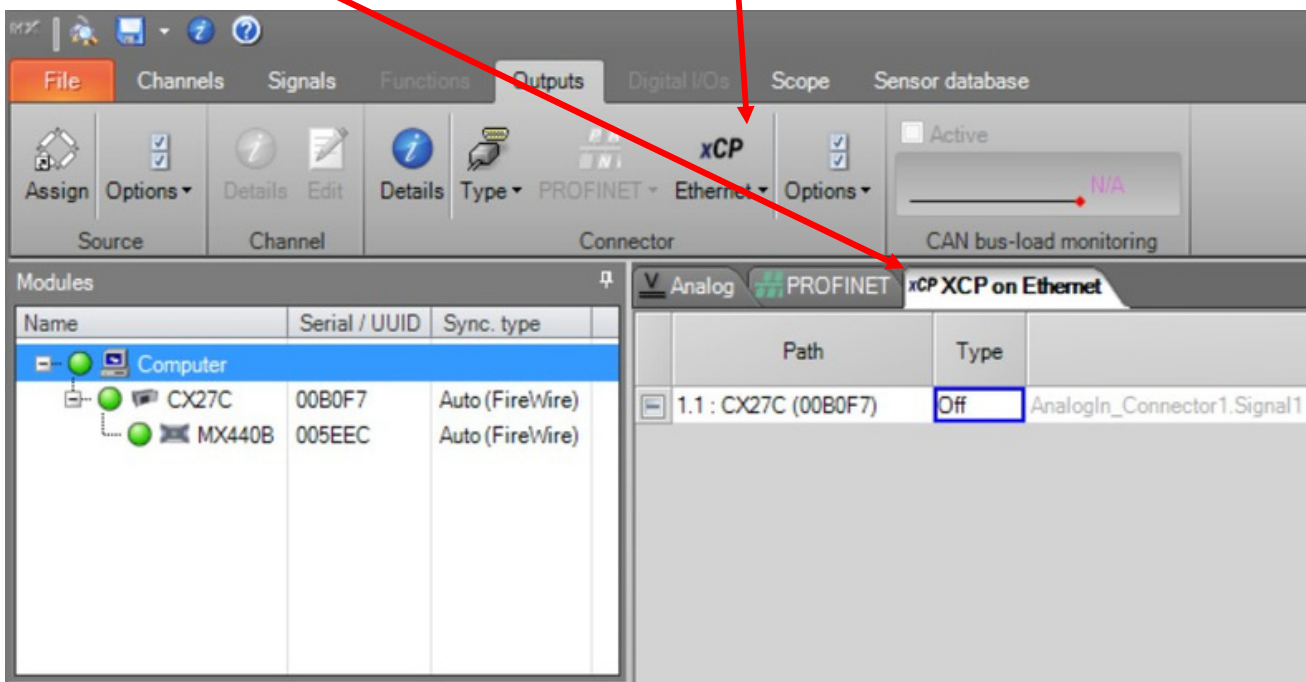 MX
File Channels Signals Functions Outputs Digital I/Os Scope Sensor database
xCP Active
N/A
Assign Options Details Edit Details Type PROFINET Ethernet Options
Source Channel Connector CAN bus-load monitoring
Modules
Analog PROFINET xCP XCP on Ethernet
Name Serial / UUID Sync. type
Path Type
Computer
CX27C 00B0F7 Auto (FireWire)
1.1 : CX27C (00B0F7) Off AnalogIn_Connector1.Signal1
MX440B 005EEC Auto (FireWire)